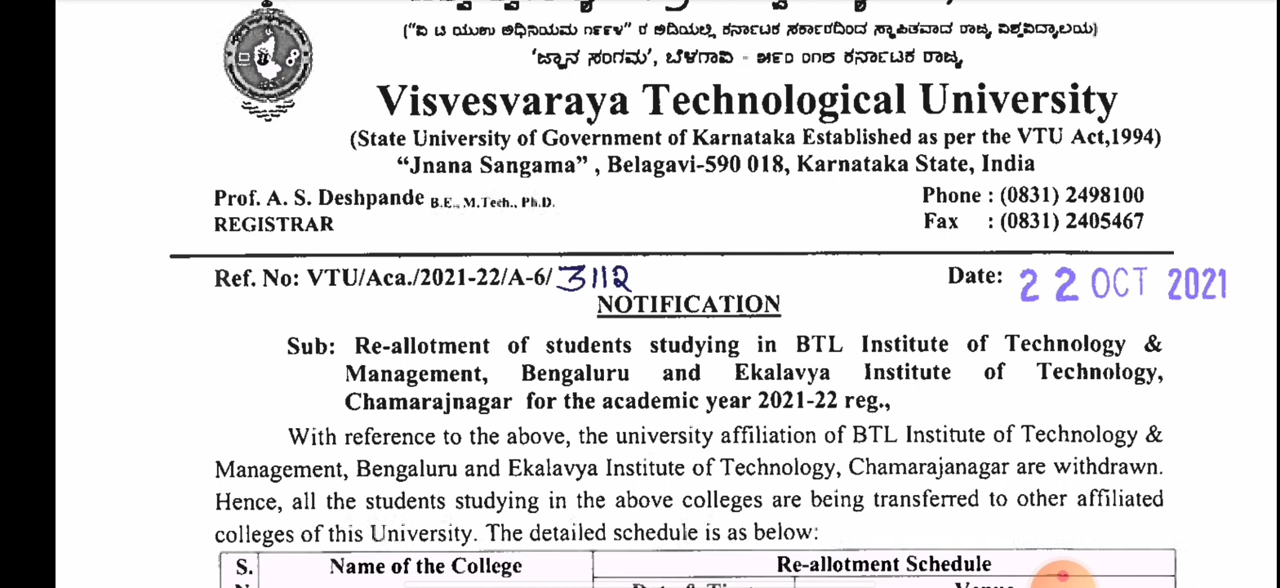 ("ವಿ ಟಿ ಯು ಅಧಿನಿಯಮ ೧೯೯೪" ರ ಅಡಿಯಲ್ಲಿ ಕರ್ನಾಟಕ ಸರ್ಕಾರದಿಂದ ಸ್ಥಾಪಿತವಾದ ರಾಜ್ಯ ವಿಶ್ವವಿದ್ಯಾಲಯ)
'ಜ್ಞಾನ ಸಂಗಮ', ಬೆಳಗಾವಿ - ೫೯೦ ೦೧೮ ಕರ್ನಾಟಕ ರಾಜ್ಯ
Visvesvaraya Technological University
(State University of Government of Karnataka Established as per the VTU Act,1994)
"Jnana Sangama" , Belagavi-590 018, Karnataka State, India
Prof. A. S. Deshpande B.E., M.Tech., Ph.D. Phone : (0831) 2498100
REGISTRAR Fax : (0831) 2405467
Ref. No: VTU/Aca./2021-22/A-6/ 3112 Date: 22 OCT 2021
NOTIFICATION
Sub: Re-allotment of students studying in BTL Institute of Technology &
Management, Bengaluru and Ekalavya Institute of Technology,
Chamarajnagar for the academic year 2021-22 reg.,
With reference to the above, the university affiliation of BTL Institute of Technology &
Management, Bengaluru and Ekalavya Institute of Technology, Chamarajanagar are withdrawn.
Hence, all the students studying in the above colleges are being transferred to other affiliated
colleges of this University. The detailed schedule is as below:
S. Name of the College Re-allotment Schedule